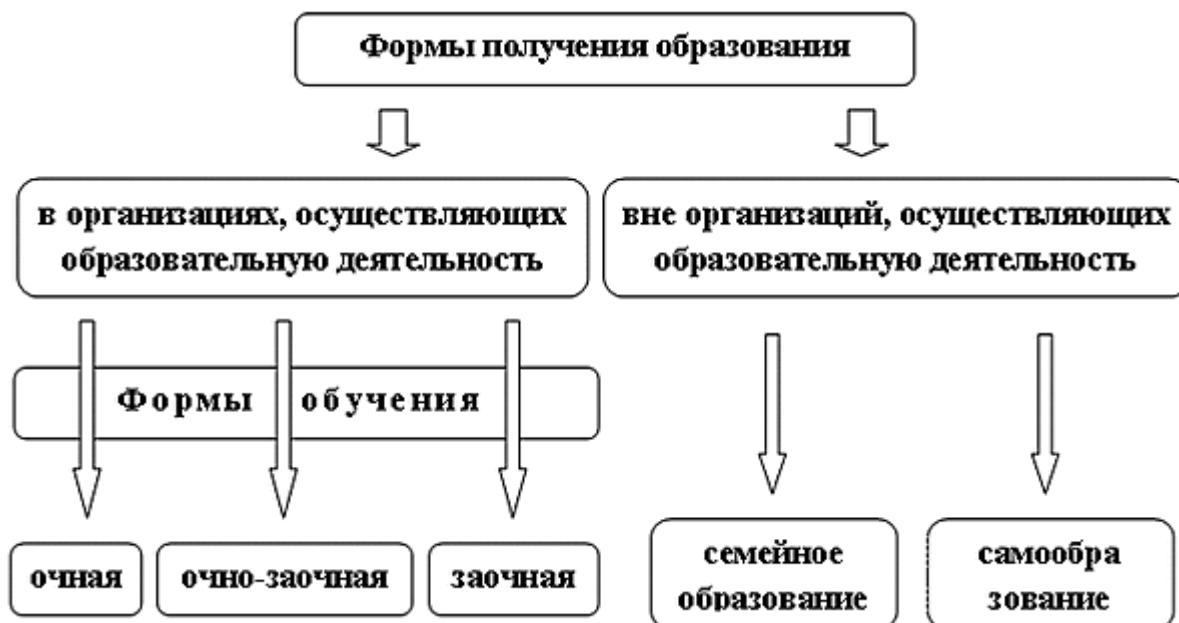 Формы получения образования
в организациях, осуществляющих
образовательную деятельность
вне организаций, осуществляющих
образовательную деятельность
Формы обучения
очная
очно-заочная
заочная
семейное
образование
самообра
зование